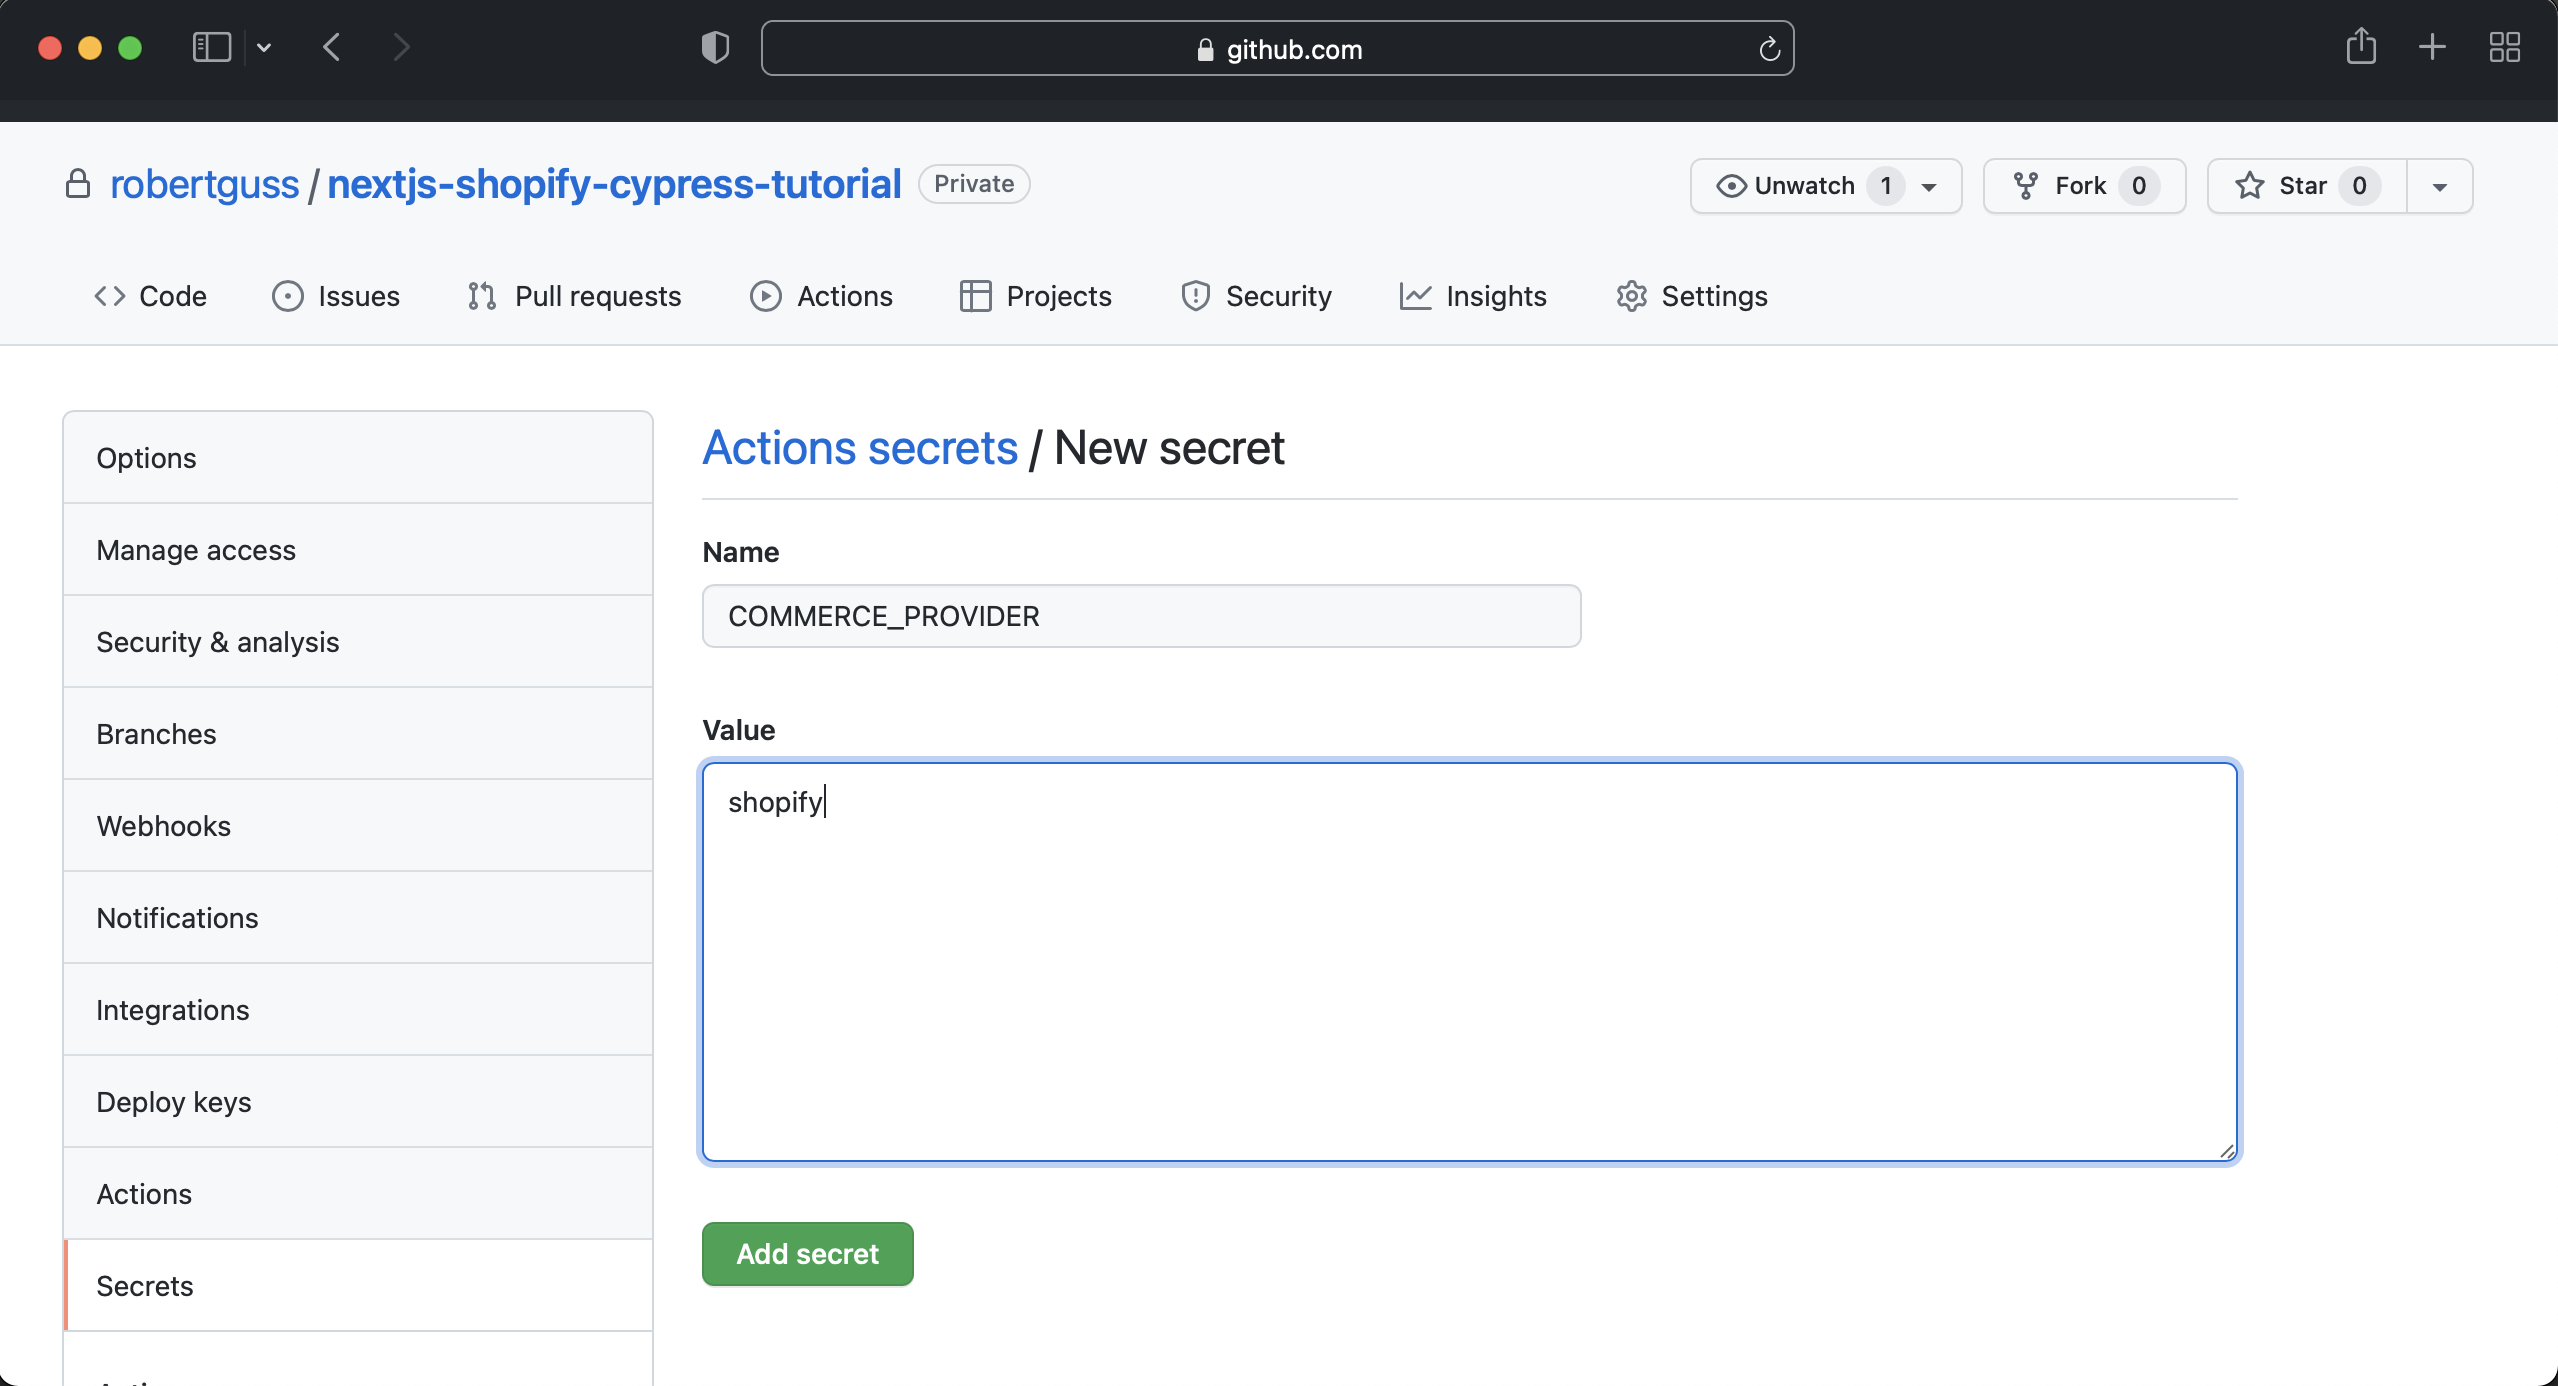 github.com
robertguss / nextjs-shopify-cypress-tutorial Private
Unwatch 1 Fork 0 Star 0
Code Issues Pull requests Actions Projects Security Insights Settings
Options
Manage access
Security & analysis
Branches
Webhooks
Notifications
Integrations
Deploy keys
Actions
Secrets
Actions secrets / New secret
Name
COMMERCE_PROVIDER
Value
shopify
Add secret